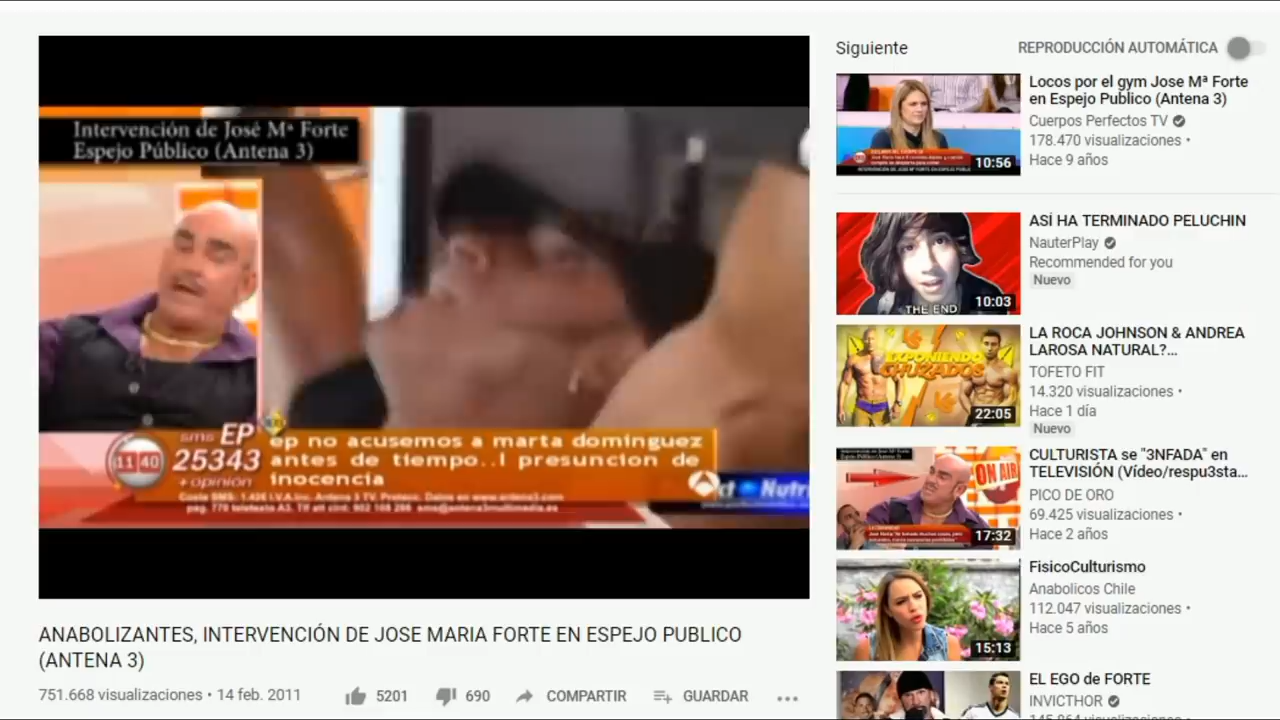 Intervención de José Mª Forte
Espejo Público (Antena 3)
sms EP
11:40 25343
+ opinión
ep no acusemos a marta dominguez
antes de tiempo..l presuncion de
inocencia
ANABOLIZANTES, INTERVENCIÓN DE JOSE MARIA FORTE EN ESPEJO PUBLICO
(ANTENA 3)
751.668 visualizaciones • 14 feb. 2011
5201
690
COMPARTIR
GUARDAR
Siguiente
REPRODUCCIÓN AUTOMÁTICA
10:56
Locos por el gym Jose Mª Forte
en Espejo Publico (Antena 3)
Cuerpos Perfectos TV
178.470 visualizaciones •
Hace 9 años
THE END
10:03
ASÍ HA TERMINADO PELUCHIN
NauterPlay
Recommended for you
Nuevo
EXPONIENDO
CHUZADOS
22:05
LA ROCA JOHNSON & ANDREA
LAROSA NATURAL?...
TOFETO FIT
14.320 visualizaciones •
Hace 1 día
Nuevo
ON AIR
17:32
CULTURISTA se "3NFADA" en
TELEVISIÓN (Vídeo/respu3sta...
PICO DE ORO
69.425 visualizaciones •
Hace 2 años
15:13
FisicoCulturismo
Anabolicos Chile
112.047 visualizaciones •
Hace 5 años
EL EGO de FORTE
INVICTHOR